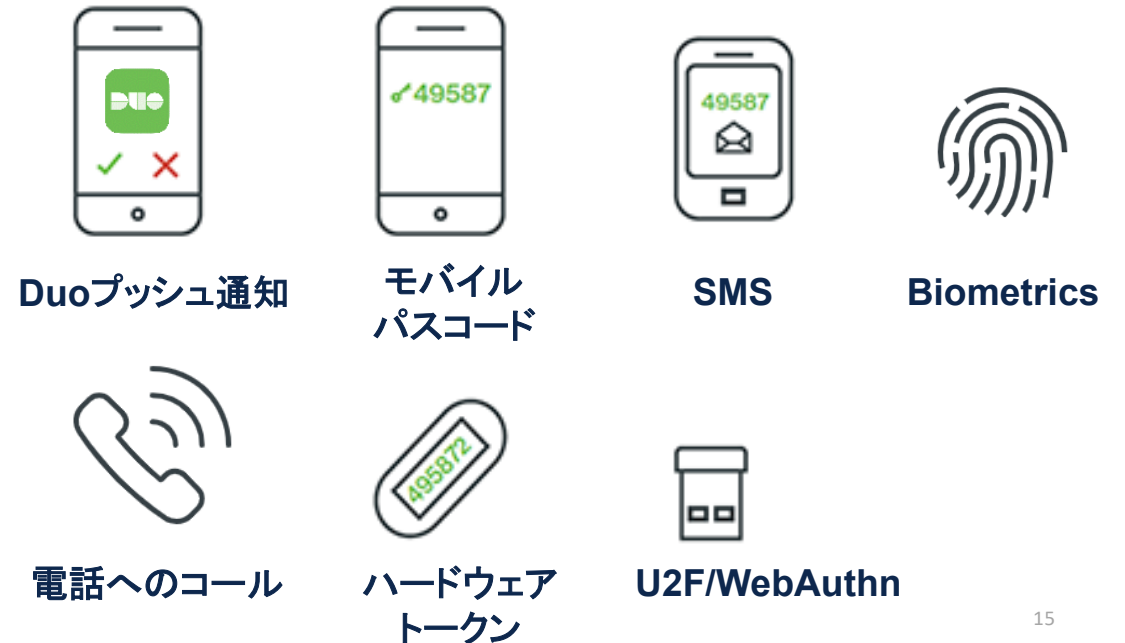 DUO
49587
49587
Duoプッシュ通知
モバイル
パスコード
SMS
Biometrics
495872
電話へのコール
ハードウェア
トークン
U2F/WebAuthn
15